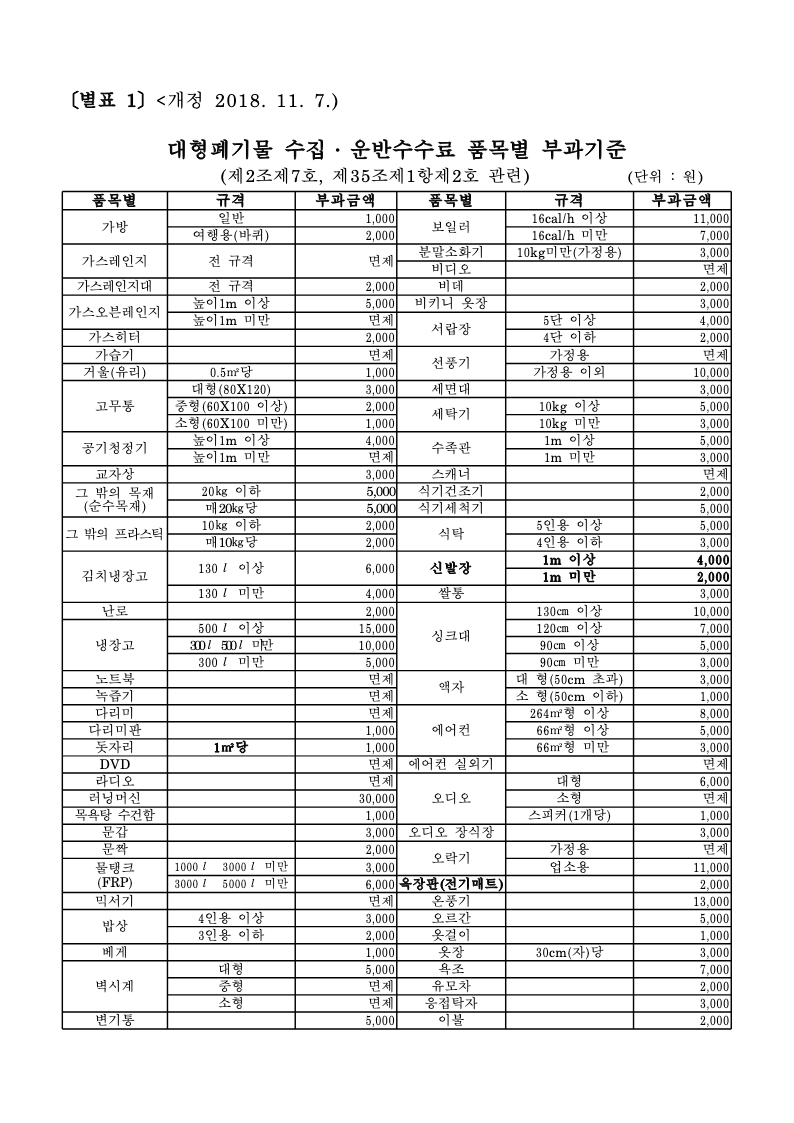 〔별표 1〕 <개정 2018. 11. 7.)
대형폐기물 수집 · 운반수수료 품목별 부과기준
(제2조제7호, 제35조제1항제2호 관련) (단위 : 원)
품목별 규격 부과금액 품목별 규격 부과금액
가방 일반 1,000 보일러 16cal/h 이상 11,000
여행용(바퀴) 2,000 16cal/h 미만 7,000
가스레인지 전 규격 면제 분말소화기 10kg미만(가정용) 3,000
비디오 면제
가스레인지대 전 규격 2,000 비데 2,000
가스오븐레인지 높이1m 이상 5,000 비키니 옷장 3,000
높이1m 미만 면제 서랍장 5단 이상 4,000
가스히터 2,000 4단 이하 2,000
가습기 면제 선풍기 가정용 면제
거울(유리) 0.5㎡당 1,000 가정용 이외 10,000
고무통 대형(80X120) 3,000 세면대 3,000
중형(60X100 이상) 2,000 세탁기 10kg 이상 5,000
소형(60X100 미만) 1,000 10kg 미만 3,000
공기청정기 높이1m 이상 4,000 수족관 1m 이상 5,000
높이1m 미만 면제 1m 미만 3,000
교자상 3,000 스캐너 면제
그 밖의 목재 (순수목재) 20㎏ 이하 5,000 식기건조기 2,000
매20㎏당 5,000 식기세척기 5,000
그 밖의 프라스틱 10㎏ 이하 2,000 식탁 5인용 이상 5,000
매10㎏당 2,000 4인용 이하 3,000
김치냉장고 130ℓ 이상 6,000 신발장 1m 이상 4,000
1m 미만 2,000
130ℓ 미만 4,000 쌀통 3,000
난로 2,000 싱크대 130㎝ 이상 10,000
냉장고 500ℓ 이상 15,000 120㎝ 이상 7,000
300ℓ 500ℓ 미만 10,000 90㎝ 이상 5,000
300ℓ 미만 5,000 90㎝ 미만 3,000
노트북 면제 액자 대 형(50cm 초과) 3,000
녹즙기 면제 소 형(50cm 이하) 1,000
다리미 면제 에어컨 264㎡형 이상 8,000
다리미판 1,000 66㎡형 이상 5,000
돗자리 1㎡당 1,000 66㎡형 미만 3,000
DVD 면제 에어컨 실외기 면제
라디오 면제 오디오 대형 6,000
러닝머신 30,000 소형 면제
목욕탕 수건함 1,000 스피커(1개당) 1,000
문갑 3,000 오디오 장식장 3,000
문짝 2,000 오락기 가정용 면제
물탱크 (FRP) 1000ℓ 3000ℓ 미만 3,000 업소용 11,000
3000ℓ 5000ℓ 미만 6,000 옥장판(전기매트) 2,000
믹서기 면제 온풍기 13,000
밥상 4인용 이상 3,000 오르간 5,000
3인용 이하 2,000 옷걸이 1,000
베게 1,000 옷장 30cm(자)당 3,000
벽시계 대형 5,000 욕조 7,000
중형 면제 유모차 2,000
소형 면제 응접탁자 3,000
변기통 5,000 이불 2,000